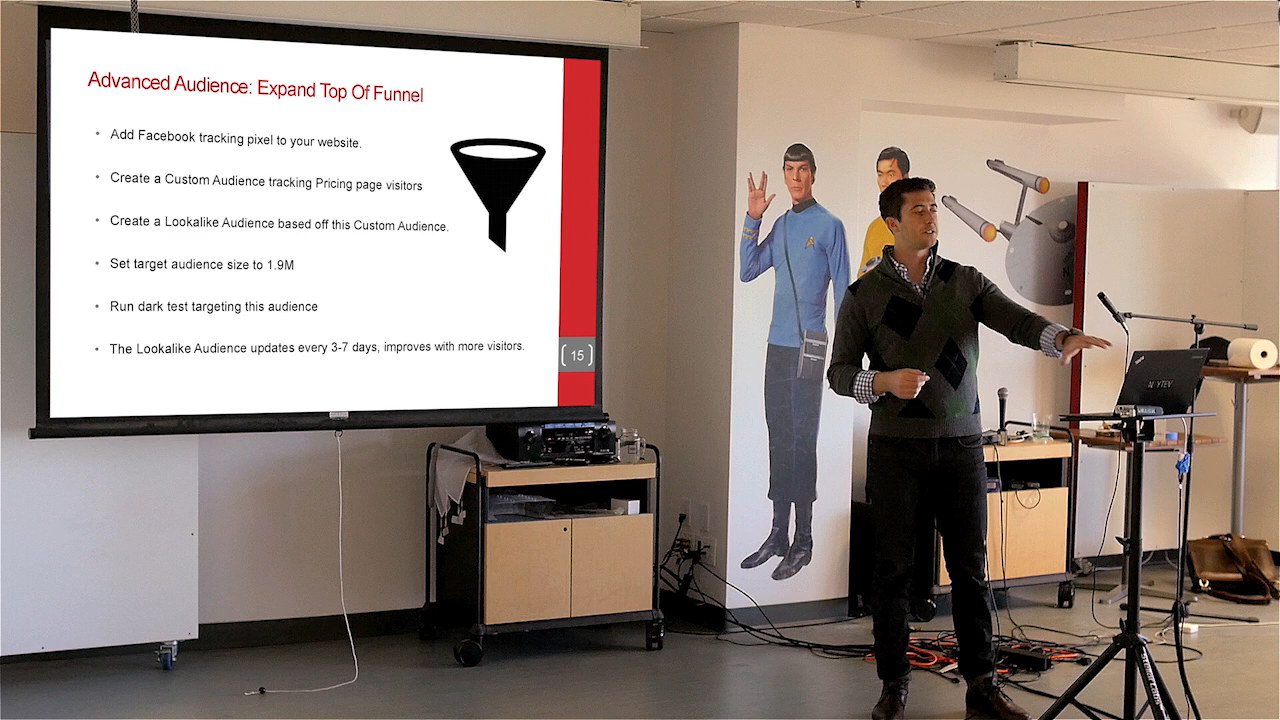 Advanced Audience: Expand Top Of Funnel
• Add Facebook tracking pixel to your website.
• Create a Custom Audience tracking Pricing page visitors
• Create a Lookalike Audience based off this Custom Audience.
• Set target audience size to 1.9M
• Run dark test targeting this audience
• The Lookalike Audience updates every 3-7 days, improves with more visitors.
15